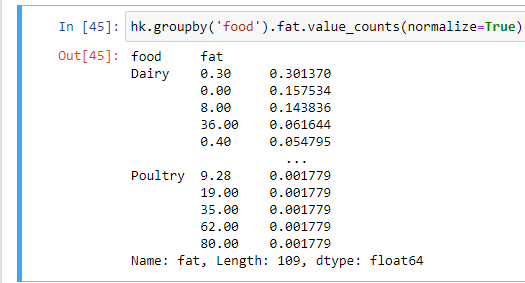 In [45]: hk.groupby('food').fat.value_counts(normalize=True)
Out[45]: food fat
Dairy 0.30 0.301370
0.00 0.157534
8.00 0.143836
36.00 0.061644
0.40 0.054795
...
Poultry 9.28 0.001779
19.00 0.001779
35.00 0.001779
62.00 0.001779
80.00 0.001779
Name: fat, Length: 109, dtype: float64